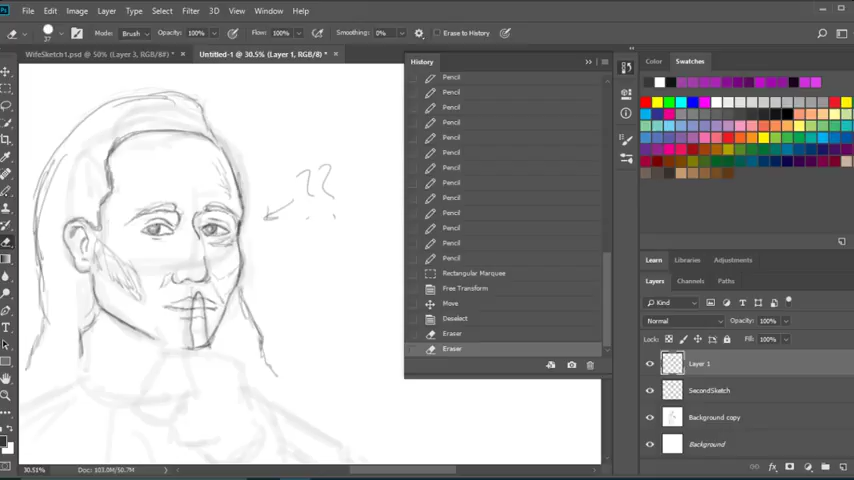 File Edit Image Layer Type Select Filter 3D View Window Help
37 Mode: Brush Opacity: 100% Flow: 100% Smoothing: 0% Erase to History
WifeSketch1.psd @ 50% (Layer 3, RGB/8#) * × Untitled-1 @ 30.5% (Layer 1, RGB/8) * ×
History
Pencil
Pencil
Pencil
Pencil
Pencil
Pencil
Pencil
Pencil
Pencil
Pencil
Pencil
Pencil
Pencil
Rectangular Marquee
Free Transform
Move
Deselect
Eraser
Eraser
??
Color Swatches
Learn Libraries Adjustments
Layers Channels Paths
Kind
Normal Opacity: 100%
Lock: Fill: 100%
Layer 1
SecondSketch
Background copy
Background
fx
30.51% Doc: 103.0M/50.7M